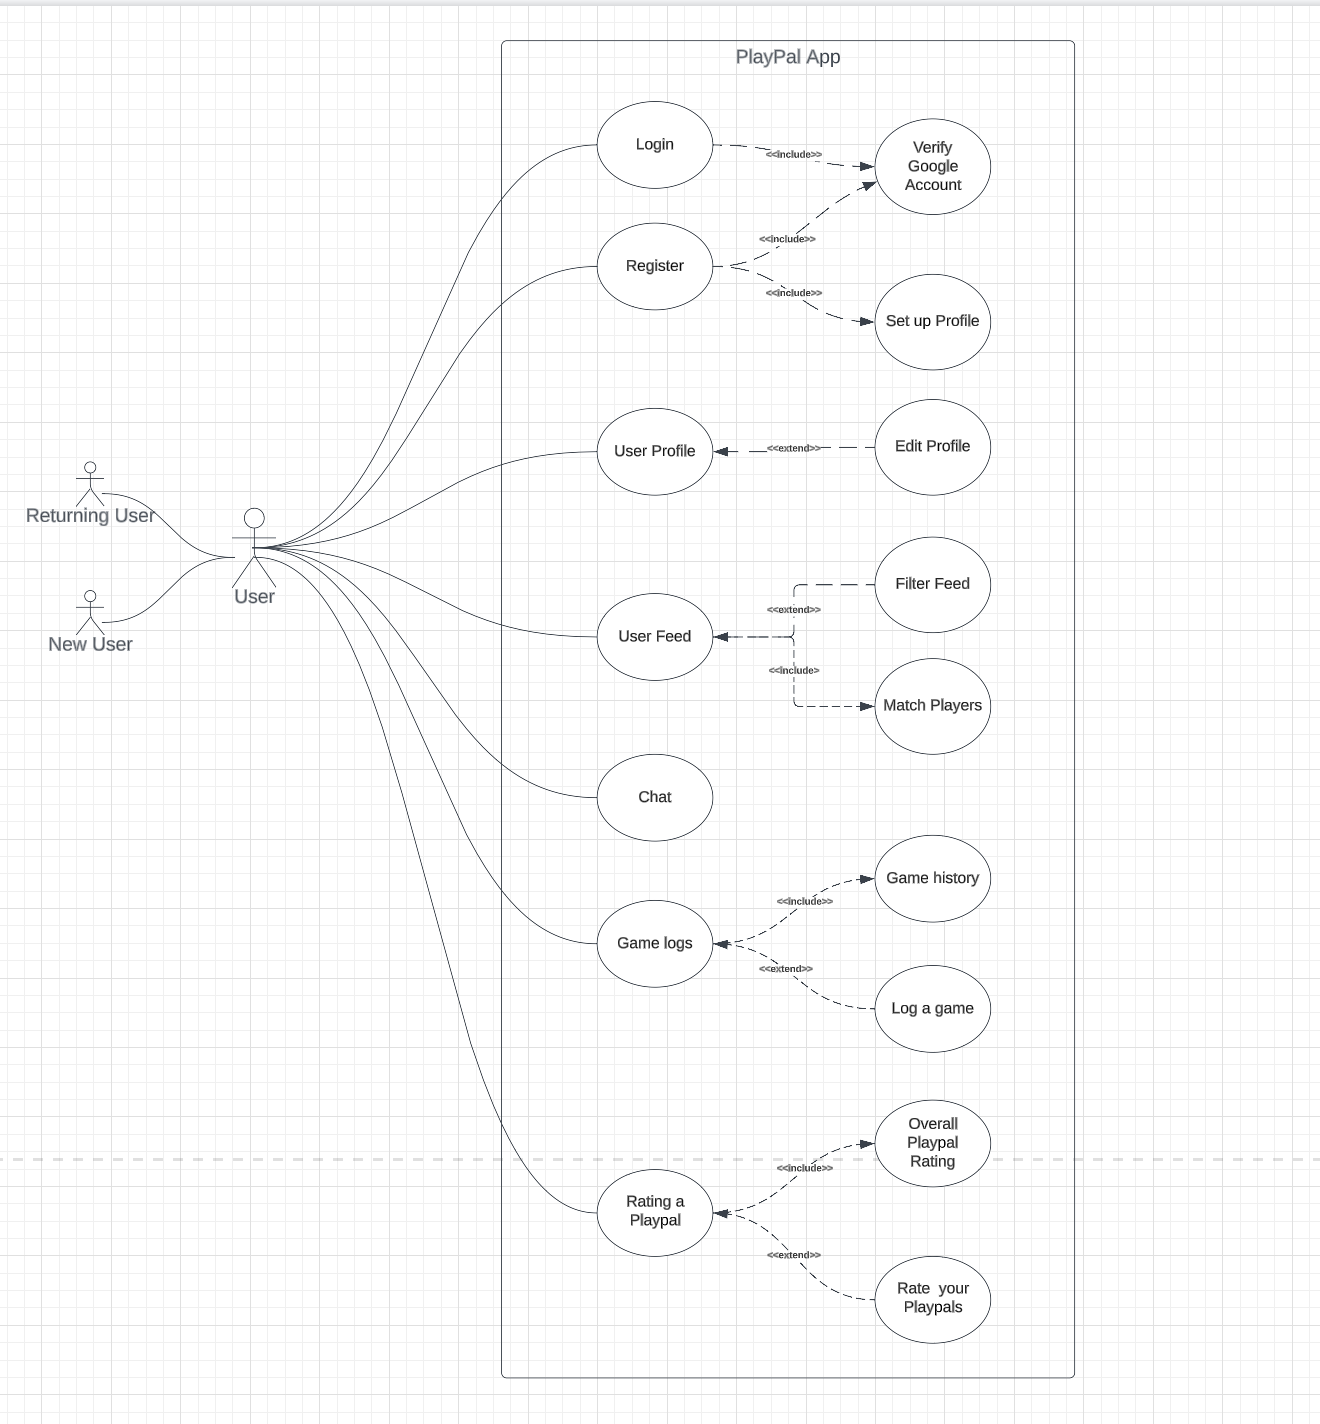 PlayPal App
Login
<<include>>
Verify
Google
Account
<<include>>
Register
<<include>>
Set up Profile
User Profile
<<extend>>
Edit Profile
Returning User
User
New User
Filter Feed
<<extend>>
User Feed
<<include>
Match Players
Chat
Game history
<<include>>
Game logs
<<extend>>
Log a game
Overall
Playpal
Rating
<<include>>
Rating a
Playpal
<<extend>>
Rate  your
Playpals